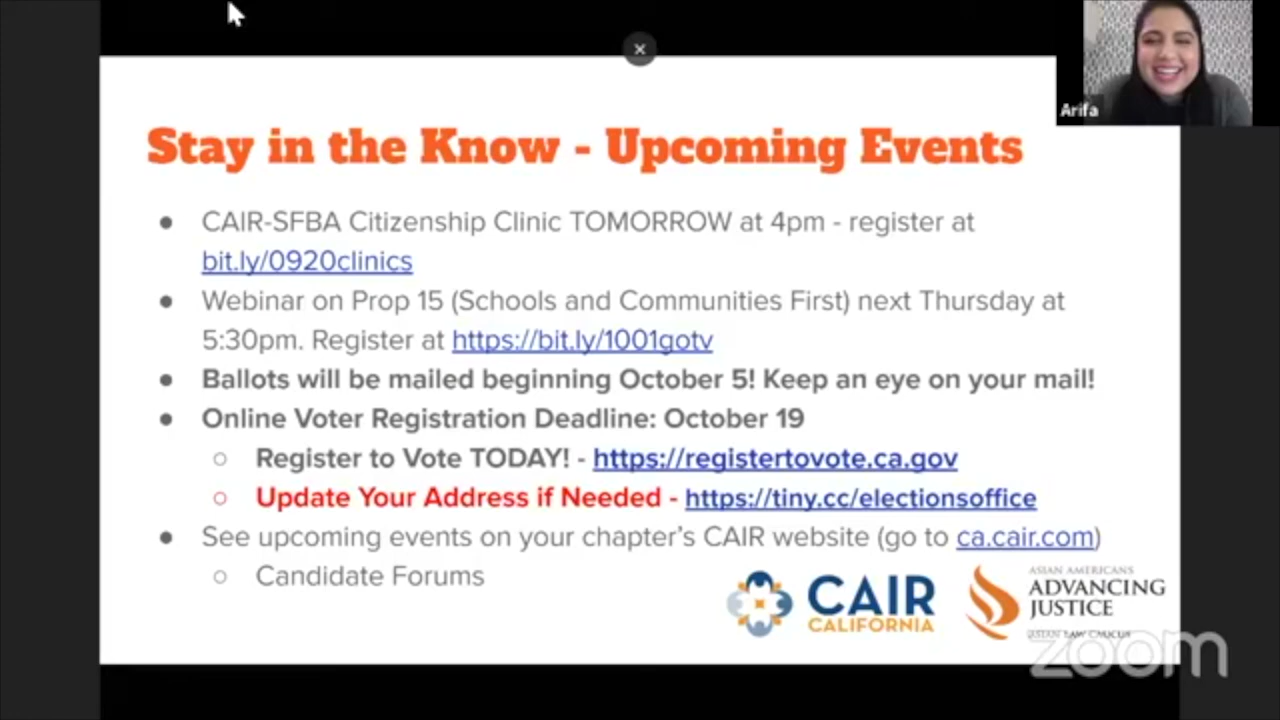 Arifa
Stay in the Know - Upcoming Events
● CAIR-SFBA Citizenship Clinic TOMORROW at 4pm - register at
bit.ly/0920clinics
● Webinar on Prop 15 (Schools and Communities First) next Thursday at
5:30pm. Register at https://bit.ly/1001gotv
● Ballots will be mailed beginning October 5! Keep an eye on your mail!
● Online Voter Registration Deadline: October 19
○ Register to Vote TODAY! - https://registertovote.ca.gov
○ Update Your Address if Needed - https://tiny.cc/electionsoffice
● See upcoming events on your chapter’s CAIR website (go to ca.cair.com)
○ Candidate Forums
CAIR
CALIFORNIA
ASIAN AMERICANS
ADVANCING
JUSTICE
ASIAN LAW CAUCUS
zoom